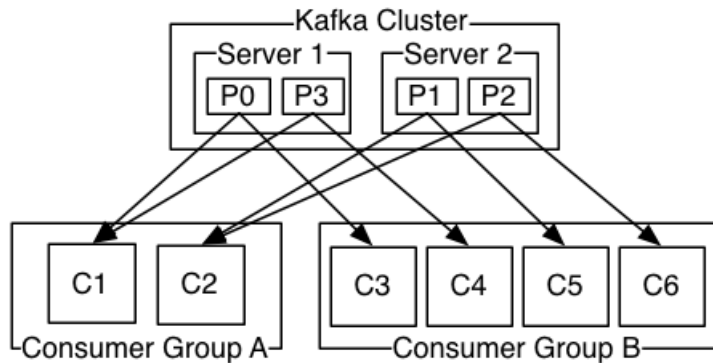 Kafka Cluster
Server 1
Server 2
P0
P3
P1
P2
C1
C2
C3
C4
C5
C6
Consumer Group A
Consumer Group B